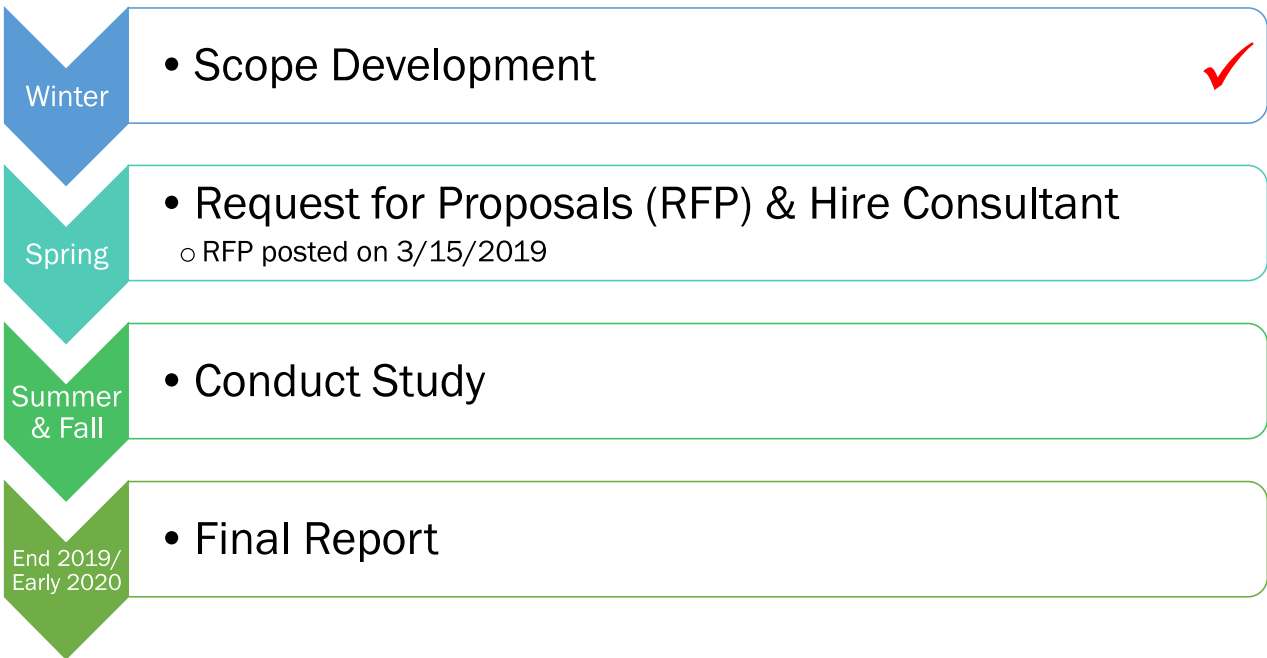 Winter
• Scope Development
Spring
• Request for Proposals (RFP) & Hire Consultant
o RFP posted on 3/15/2019
Summer
& Fall
• Conduct Study
End 2019/
Early 2020
• Final Report